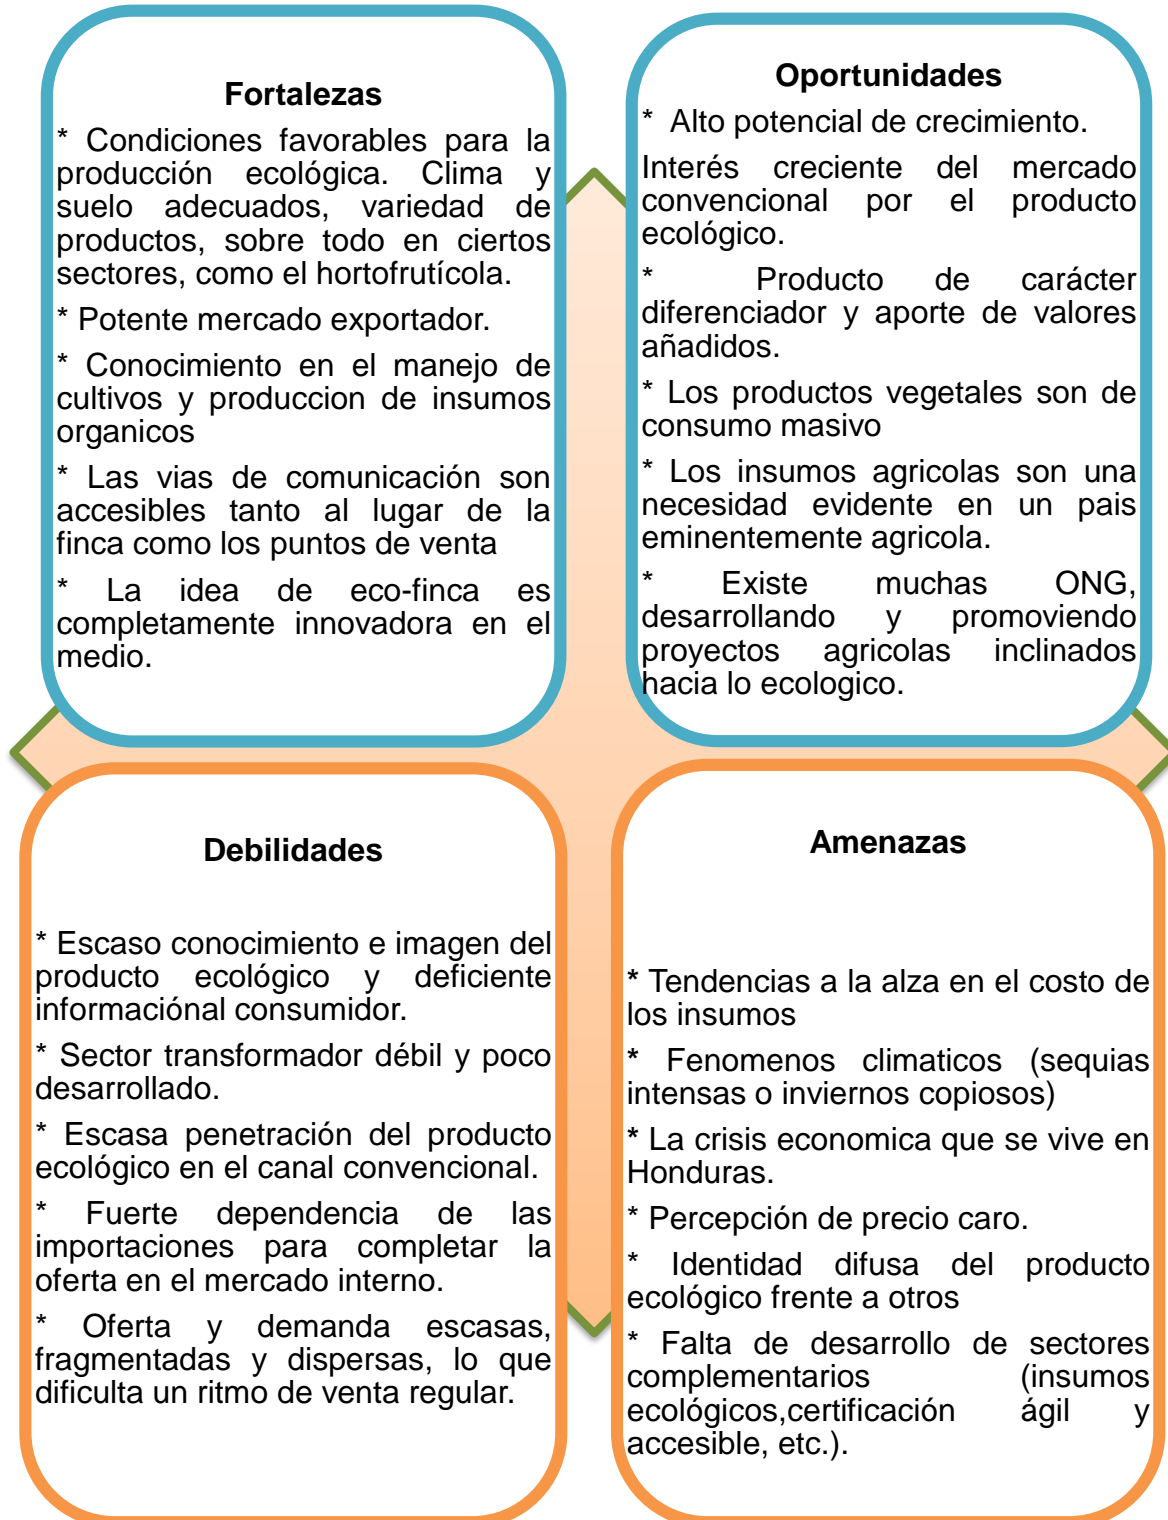 Fortalezas
* Condiciones favorables para la
producción ecológica. Clima y
suelo adecuados, variedad de
productos, sobre todo en ciertos
sectores, como el hortofrutícola.
* Potente mercado exportador.
* Conocimiento en el manejo de
cultivos y produccion de insumos
organicos
* Las vias de comunicación son
accesibles tanto al lugar de la
finca como los puntos de venta
* La idea de eco-finca es
completamente innovadora en el
medio.
Oportunidades
* Alto potencial de crecimiento.
Interés creciente del mercado
convencional por el producto
ecológico.
* Producto de carácter
diferenciador y aporte de valores
añadidos.
* Los productos vegetales son de
consumo masivo
* Los insumos agricolas son una
necesidad evidente en un pais
eminentemente agricola.
* Existe muchas ONG,
desarrollando y promoviendo
proyectos agricolas inclinados
hacia lo ecologico.
Debilidades
* Escaso conocimiento e imagen del
producto ecológico y deficiente
informaciónal consumidor.
* Sector transformador débil y poco
desarrollado.
* Escasa penetración del producto
ecológico en el canal convencional.
* Fuerte dependencia de las
importaciones para completar la
oferta en el mercado interno.
* Oferta y demanda escasas,
fragmentadas y dispersas, lo que
dificulta un ritmo de venta regular.
Amenazas
* Tendencias a la alza en el costo de
los insumos
* Fenomenos climaticos (sequias
intensas o inviernos copiosos)
* La crisis economica que se vive en
Honduras.
* Percepción de precio caro.
* Identidad difusa del producto
ecológico frente a otros
* Falta de desarrollo de sectores
complementarios (insumos
ecológicos,certificación ágil y
accesible, etc.).